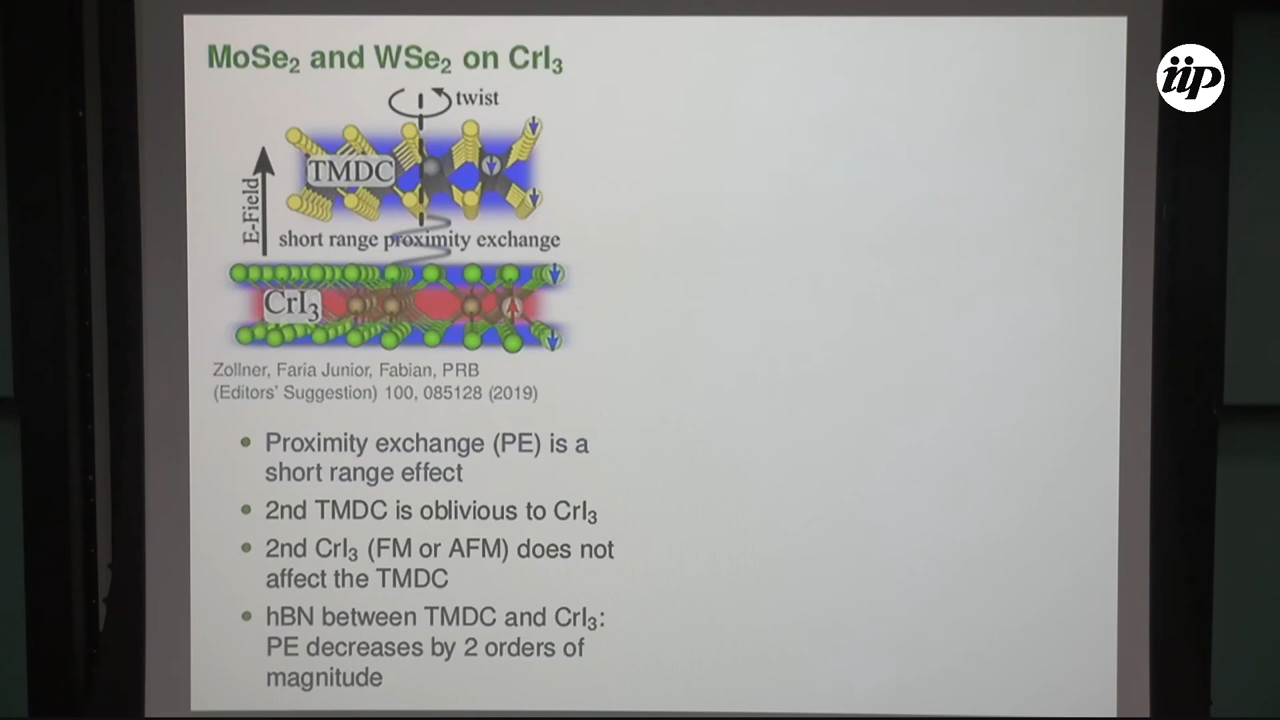 MoSe₂ and WSe₂ on CrI₃
twist
TMDC
E-Field
short range proximity exchange
CrI₃
Zollner, Faria Junior, Fabian, PRB
(Editors' Suggestion) 100, 085128 (2019)
• Proximity exchange (PE) is a
short range effect
• 2nd TMDC is oblivious to CrI₃
• 2nd CrI₃ (FM or AFM) does not
affect the TMDC
• hBN between TMDC and CrI₃:
PE decreases by 2 orders of
magnitude
iip